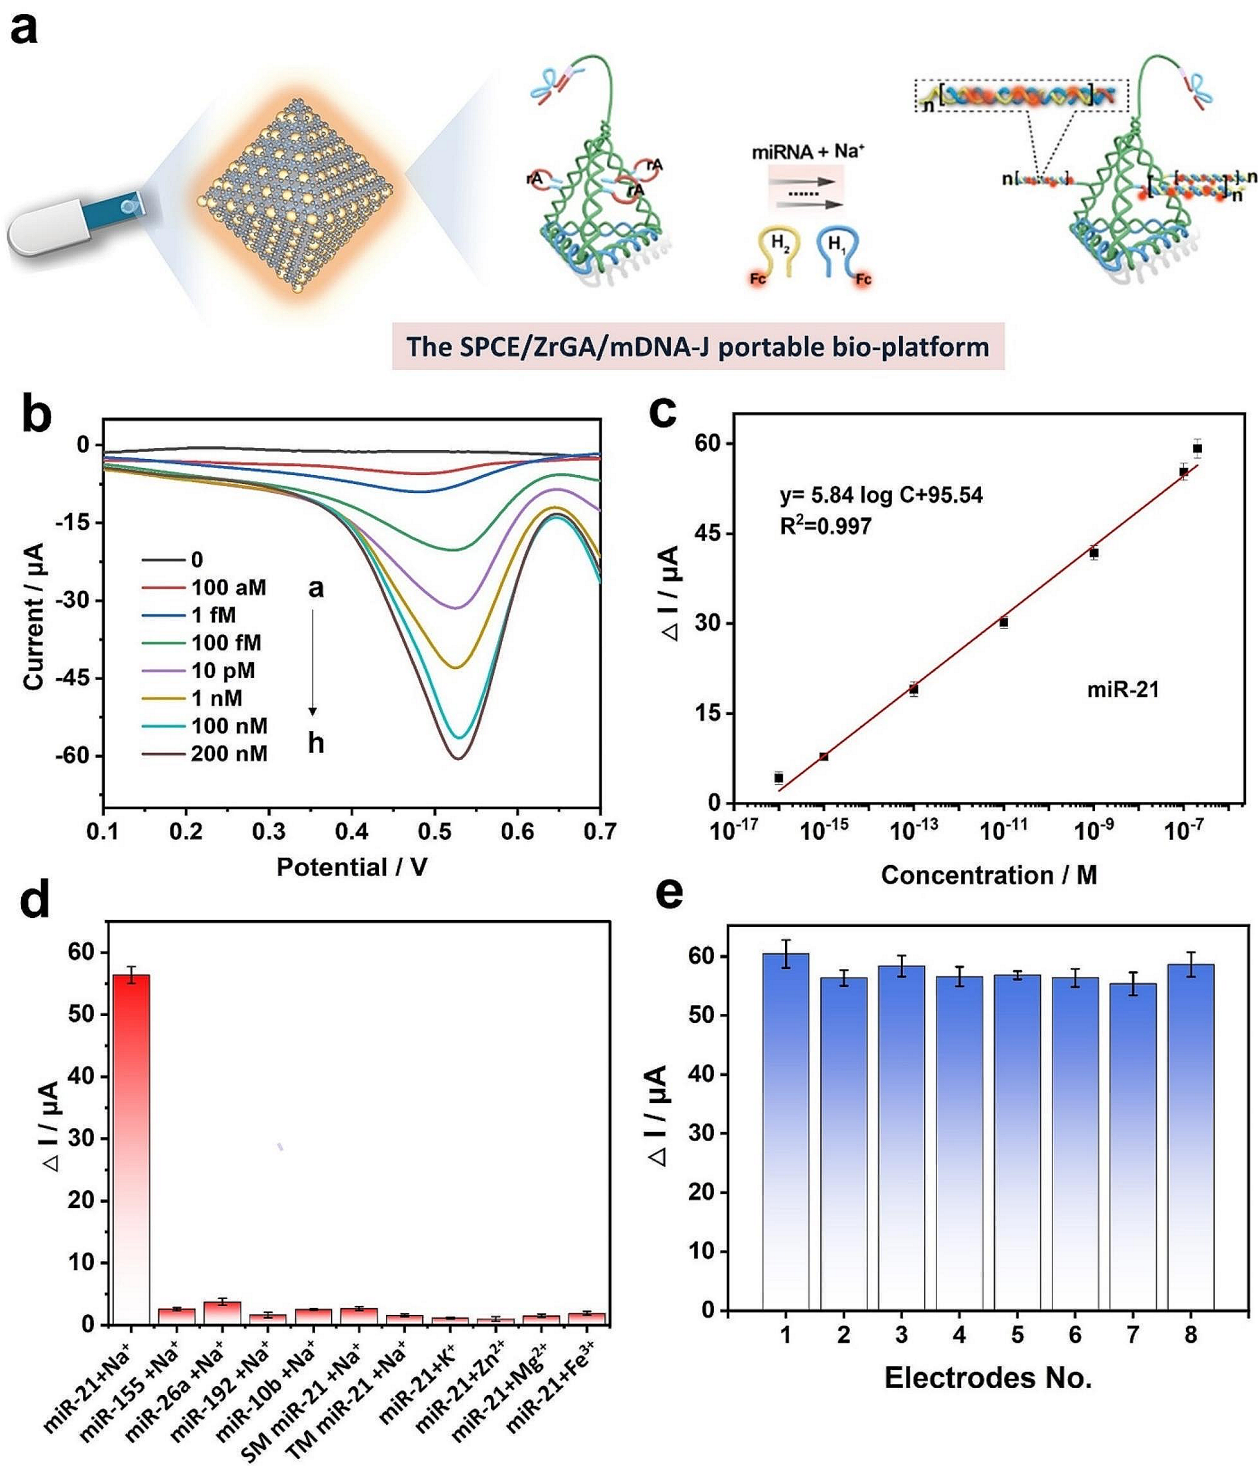 a
rA
rA
rA
miRNA + Na⁺
......
H₂
H₁
Fc
Fc
n[ ]
n[ ]n
[ ]n
The SPCE/ZrGA/mDNA-J portable bio-platform
b
0
-15
-30
-45
-60
Current / μA
0
100 aM
1 fM
100 fM
10 pM
1 nM
100 nM
200 nM
a
h
0.1 0.2 0.3 0.4 0.5 0.6 0.7
Potential / V
c
60
45
30
15
0
△ I / μA
y= 5.84 log C+95.54
R²=0.997
miR-21
10⁻¹⁷ 10⁻¹⁵ 10⁻¹³ 10⁻¹¹ 10⁻⁹ 10⁻⁷
Concentration / M
d
60
50
40
30
20
10
0
△ I / μA
miR-21+Na⁺
miR-155 +Na⁺
miR-26a +Na⁺
miR-192 +Na⁺
miR-10b +Na⁺
SM miR-21 +Na⁺
TM miR-21 +Na⁺
miR-21+K⁺
miR-21+Zn²⁺
miR-21+Mg²⁺
miR-21+Fe³⁺
e
60
50
40
30
20
10
0
△ I / μA
1 2 3 4 5 6 7 8
Electrodes No.